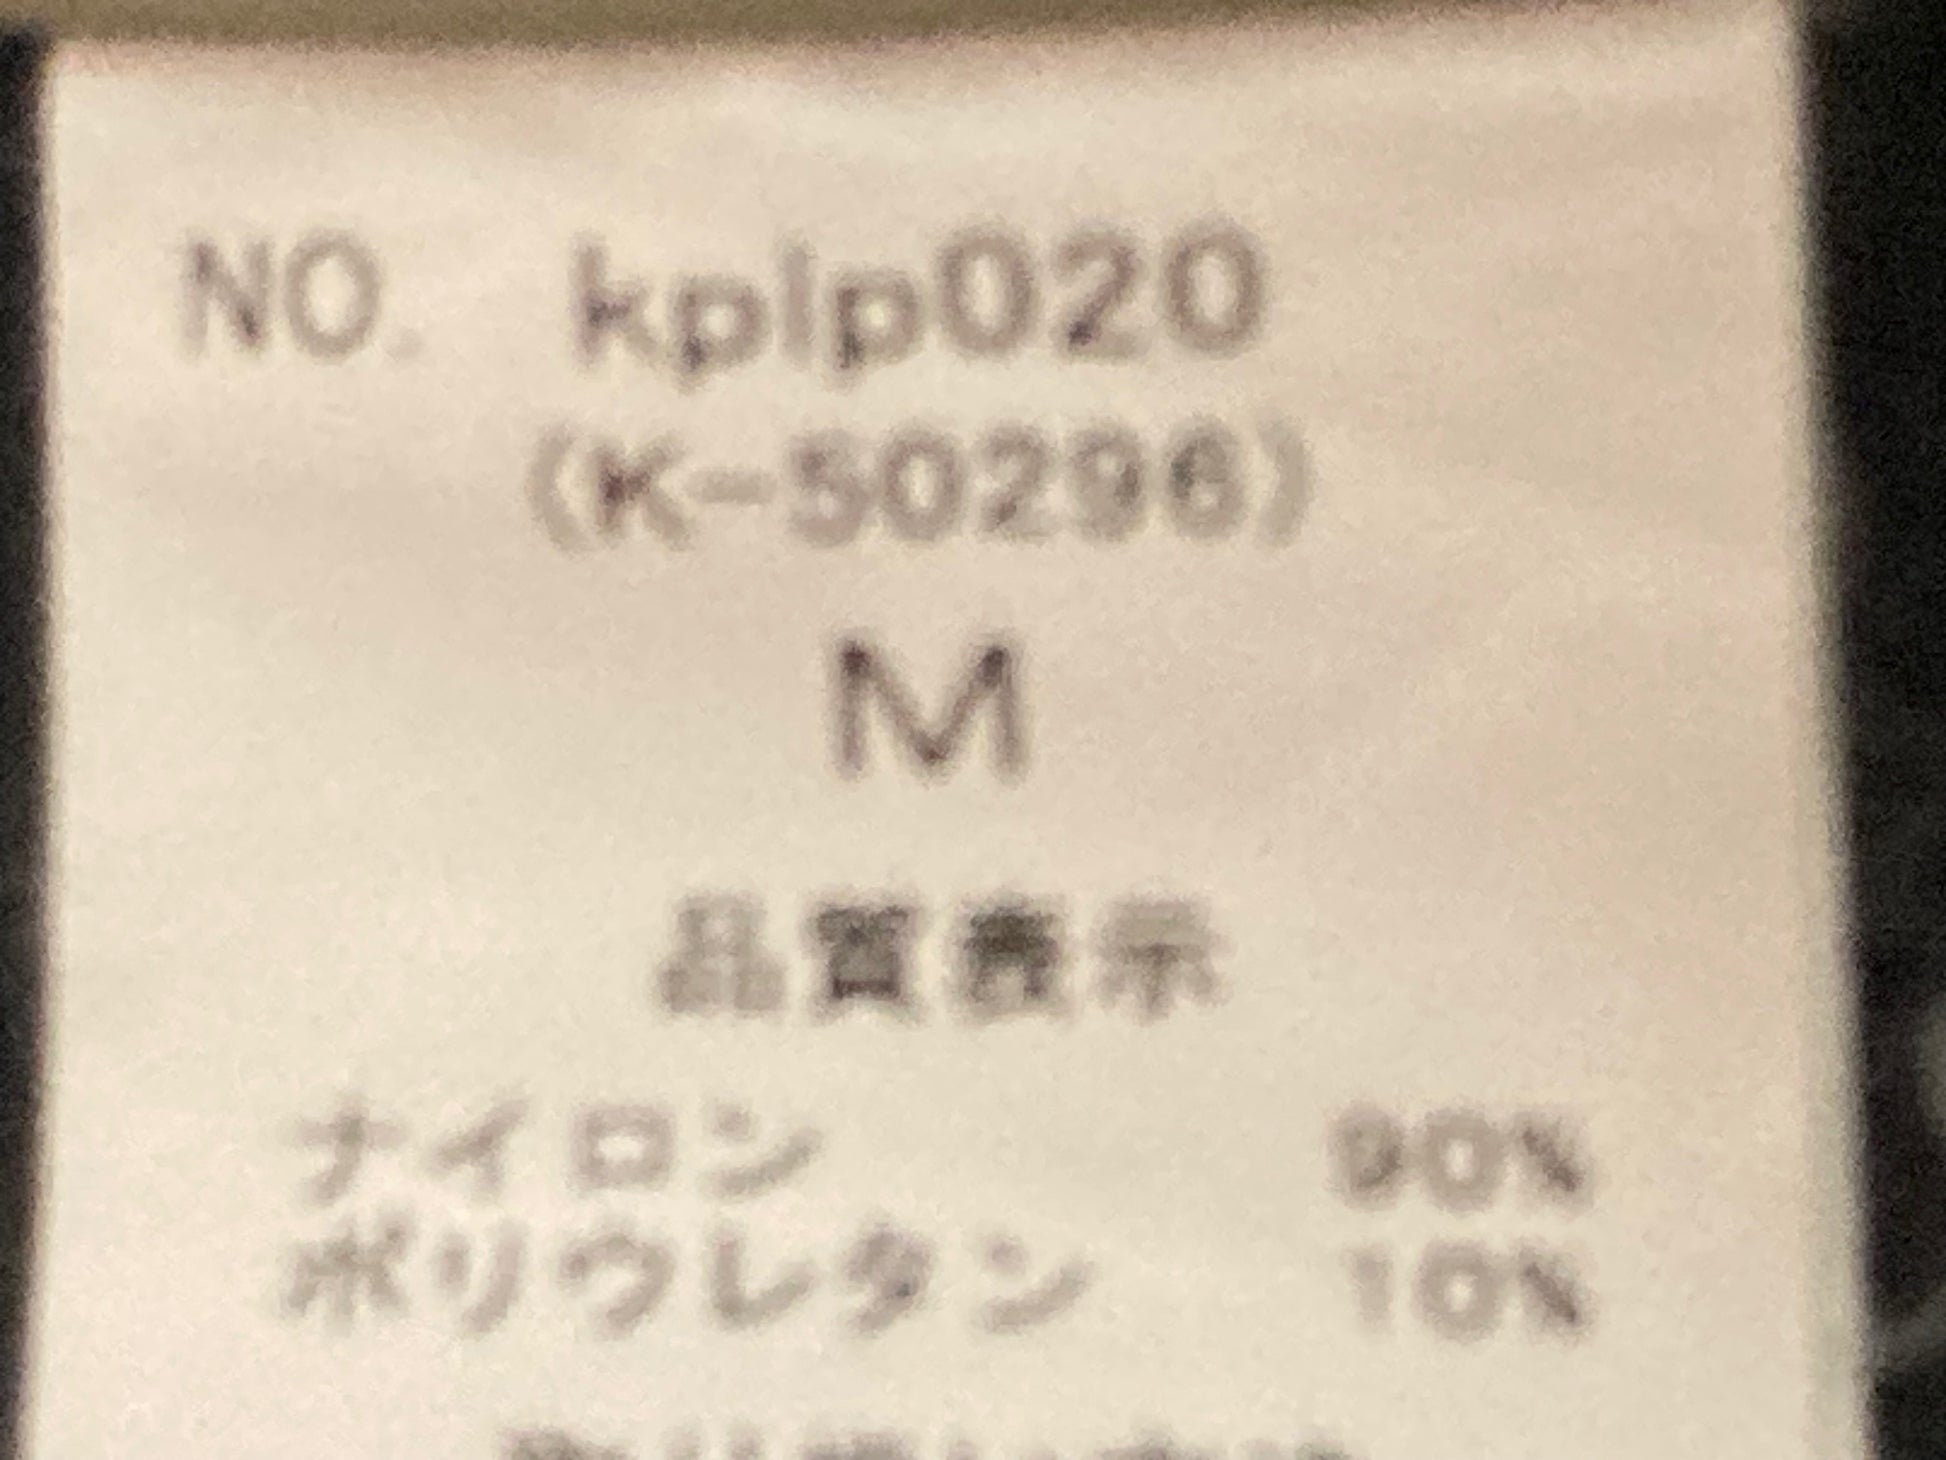 NO. kplp020
(K-50296)
M
品質表示
ナイロン 90%
ポリウレタン 10%